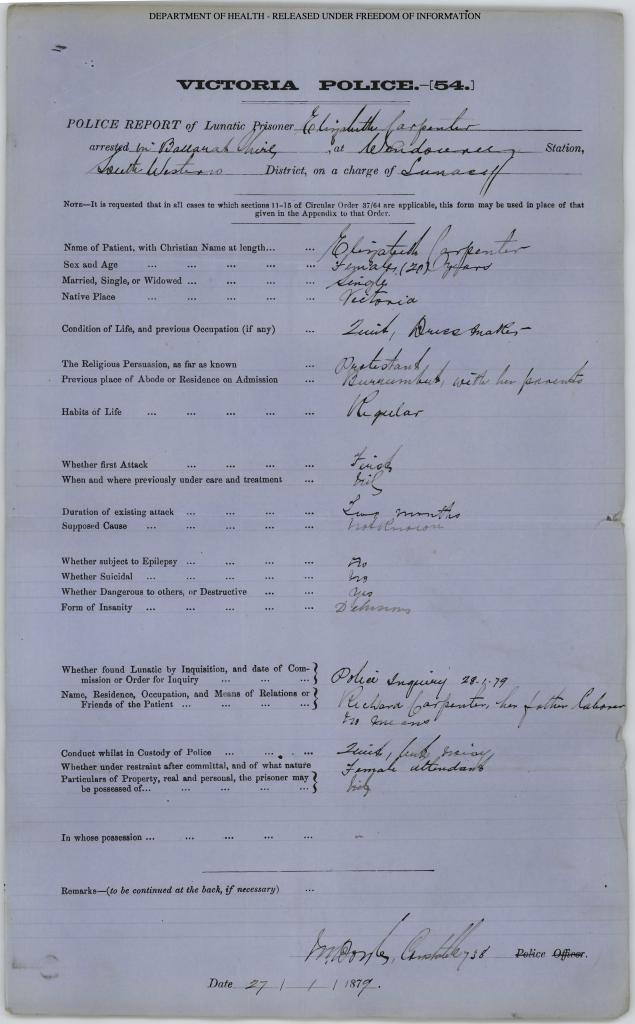 DEPARTMENT OF HEALTH - RELEASED UNDER FREEDOM OF INFORMATION
VICTORIA POLICE.—[54.]
POLICE REPORT of Lunatic Prisoner Elizabeth Carpenter
arrested in Ballarat at Wendouree Station,
South Western District, on a charge of Lunacy
NOTE—It is requested that in all cases to which sections 11-15 of Circular Order 37/64 are applicable, this form may be used in place of that
given in the Appendix to that Order.
Name of Patient, with Christian Name at length... ... Elizabeth Carpenter
Sex and Age ... ... ... ... ... Female, years
Married, Single, or Widowed ... ... ... ... Single
Native Place ... ... ... ... ... Victoria
Condition of Life, and previous Occupation (if any) ... Dressmaker
The Religious Persuasion, as far as known ... Protestant
Previous place of Abode or Residence on Admission ... Burrumbeet, with her parents
Habits of Life ... ... ... ... ... Regular
Whether first Attack ... ... ... ... First
When and where previously under care and treatment ...
Duration of existing attack ... ... ... ... months
Supposed Cause ... ... ... ... ... Not Known
Whether subject to Epilepsy ... ... ... ... No
Whether Suicidal ... ... ... ... ... No
Whether Dangerous to others, or Destructive ... ... Yes
Form of Insanity ... ... ... ... ... Delusions
Whether found Lunatic by Inquisition, and date of Com-
mission or Order for Inquiry ... ... ... Police Inquiry 28.1.79
Name, Residence, Occupation, and Means of Relations or Richard Carpenter, her father Laborer
Friends of the Patient ... ... ... ... no means
Conduct whilst in Custody of Police ... ... ... Quiet, but noisy
Whether under restraint after committal, and of what nature Female attendant
Particulars of Property, real and personal, the prisoner may
be possessed of... ... ... ... ...
In whose possession ... ... ... ... ... –
Remarks—(to be continued at the back, if necessary) ...
Constable 738 Police Officer.
Date 27 / 1 / 1879.